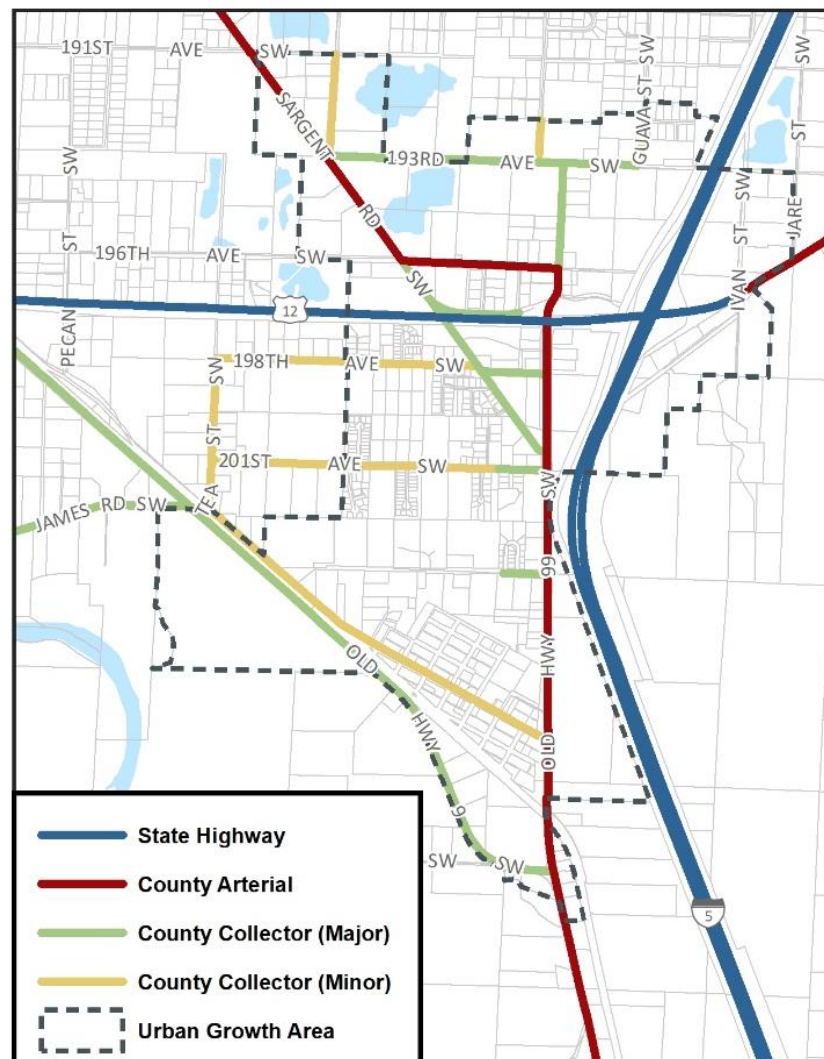 191ST AVE SW
SARGENT RD SW
193RD AVE SW
GUAVA ST SW
IVAN ST SW
JARE ST SW
PECAN ST SW
196TH AVE SW
12
198TH AVE SW
TEA ST SW
201ST AVE SW
JAMES RD SW
OLD HWY 99 SW
OLD HWY 9 SW
SW
5
State Highway
County Arterial
County Collector (Major)
County Collector (Minor)
Urban Growth Area